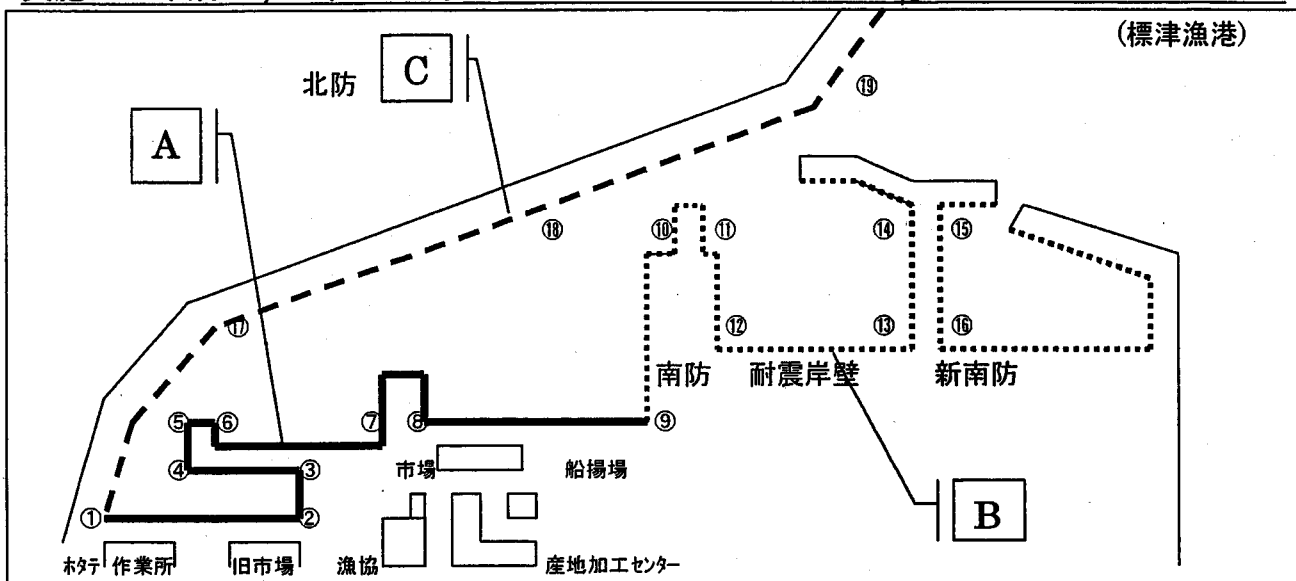 (標津漁港)
北防
C
A
⑲
⑱
⑩
⑪
⑭
⑮
⑰
⑫
⑬
⑯
南防
耐震岸壁
新南防
⑤
⑥
⑦
⑧
⑨
④
③
市場
船揚場
①
②
B
ホタテ
作業所
旧市場
漁協
産地加工センター